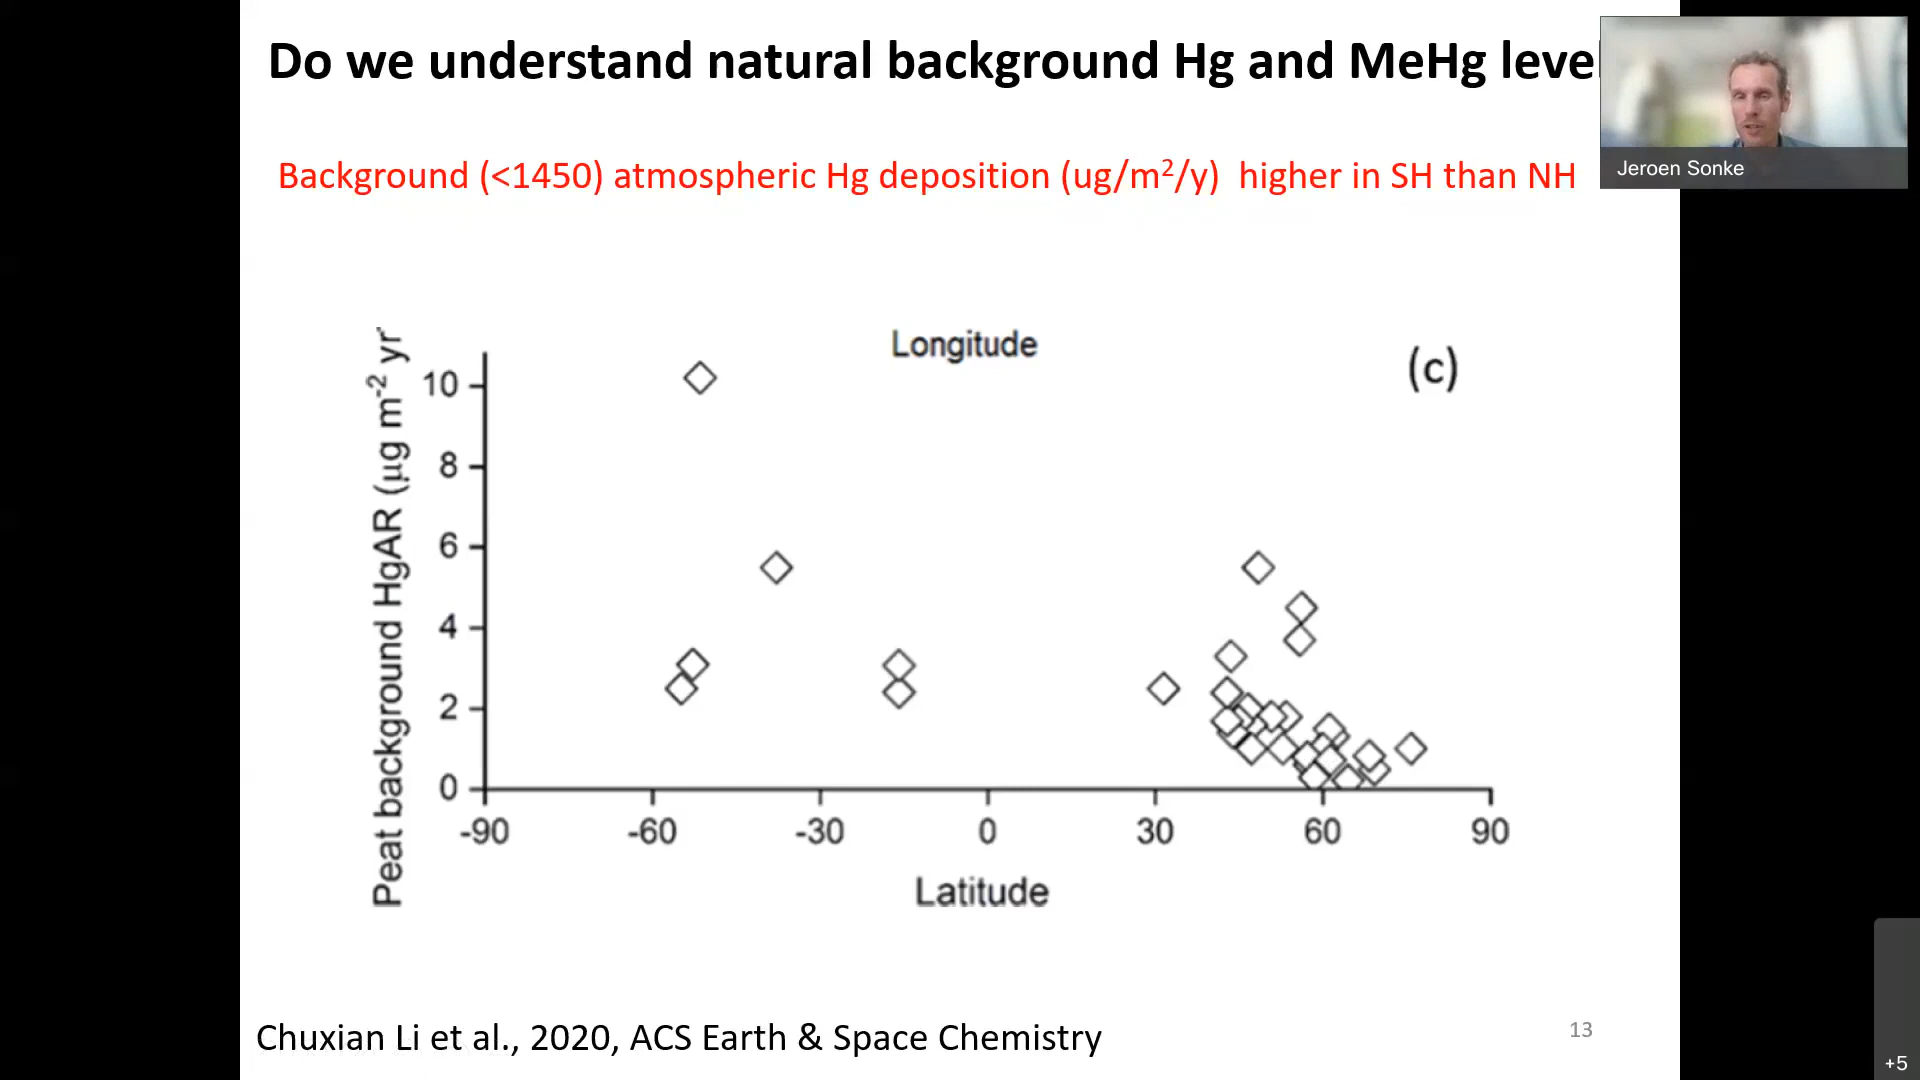 Do we understand natural background Hg and MeHg
Jeroen Sonke
Background (<1450) atmospheric Hg deposition (ug/m²/y) higher in SH than NH
Longitude
(c)
Peat background HgAR (µg m⁻² yr
10
8
6
4
2
0
-90 -60 -30 0 30 60 90
Latitude
Chuxian Li et al., 2020, ACS Earth & Space Chemistry
13
+5